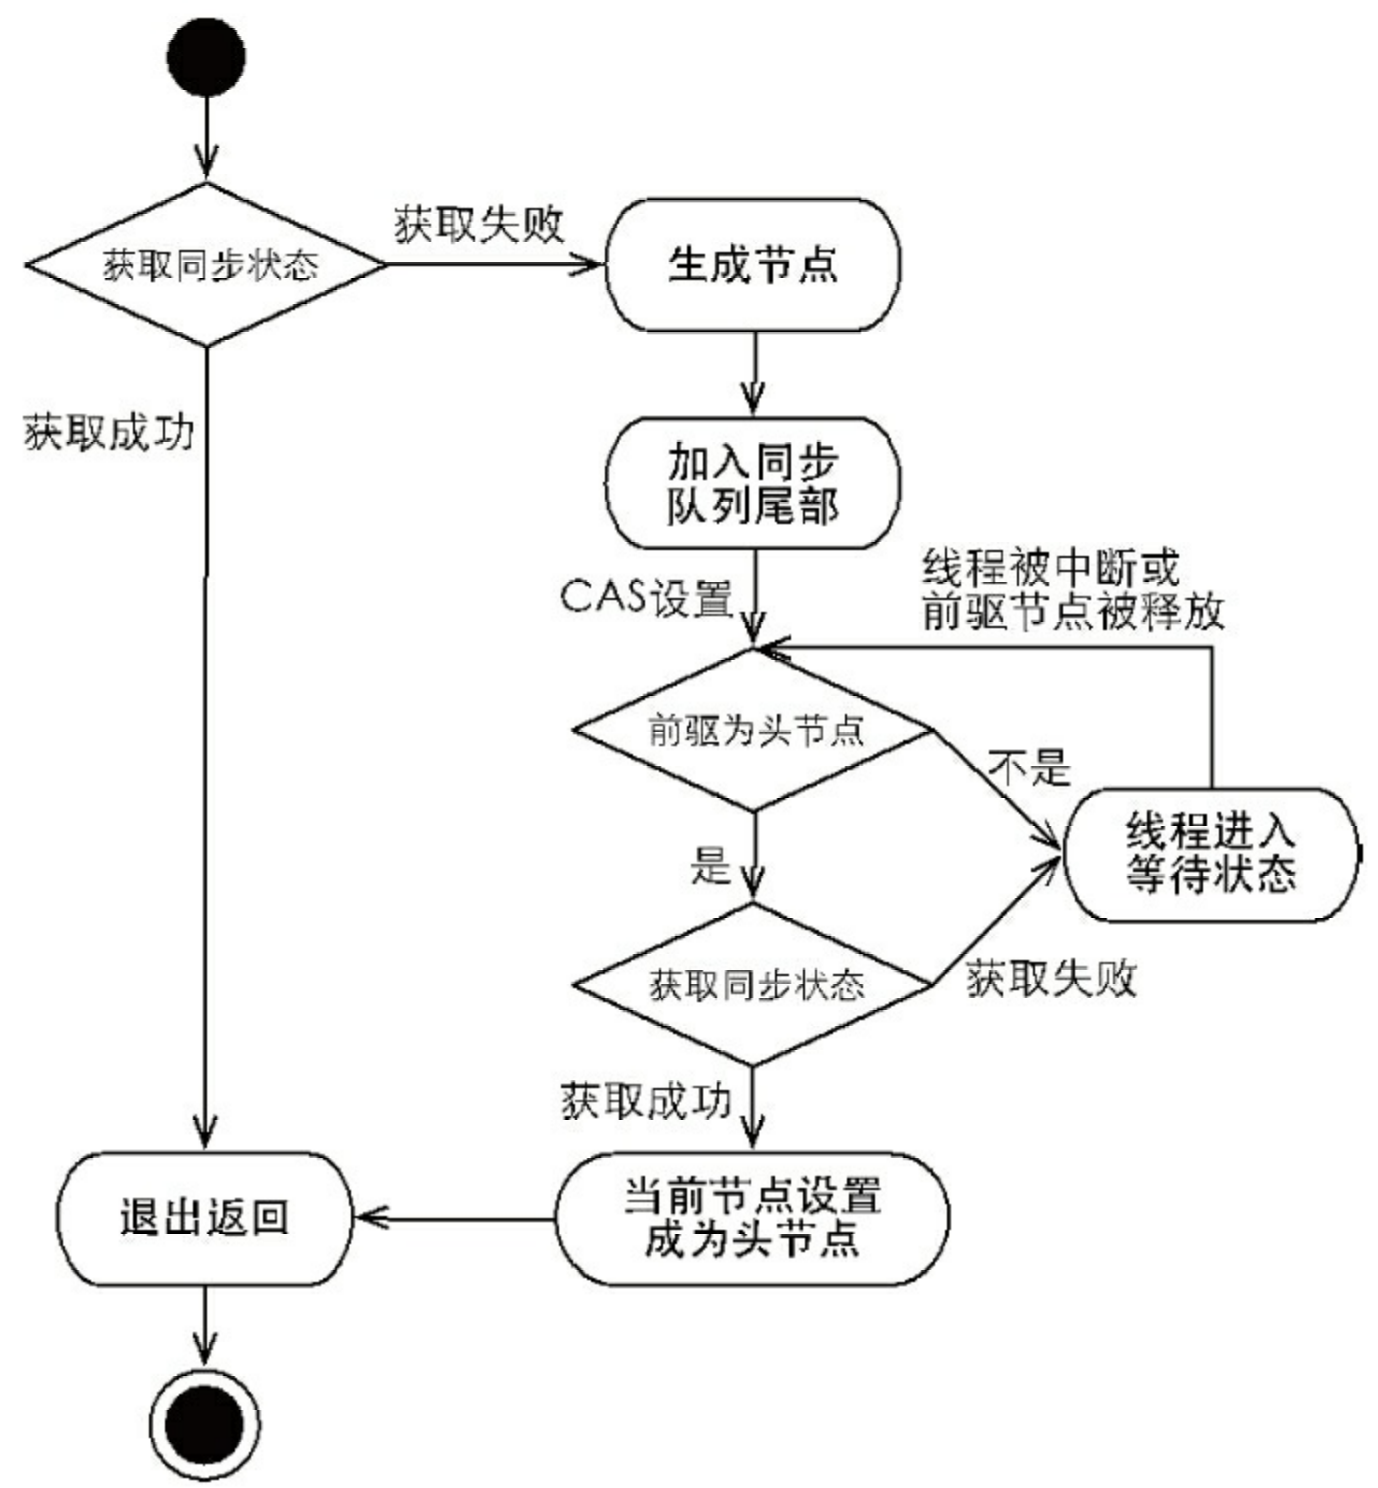 获取失败
获取同步状态
生成节点
获取成功
加入同步
队列尾部
线程被中断或
前驱节点被释放
CAS设置
前驱为头节点
不是
线程进入
等待状态
是
获取同步状态
获取失败
获取成功
当前节点设置
成为头节点
退出返回